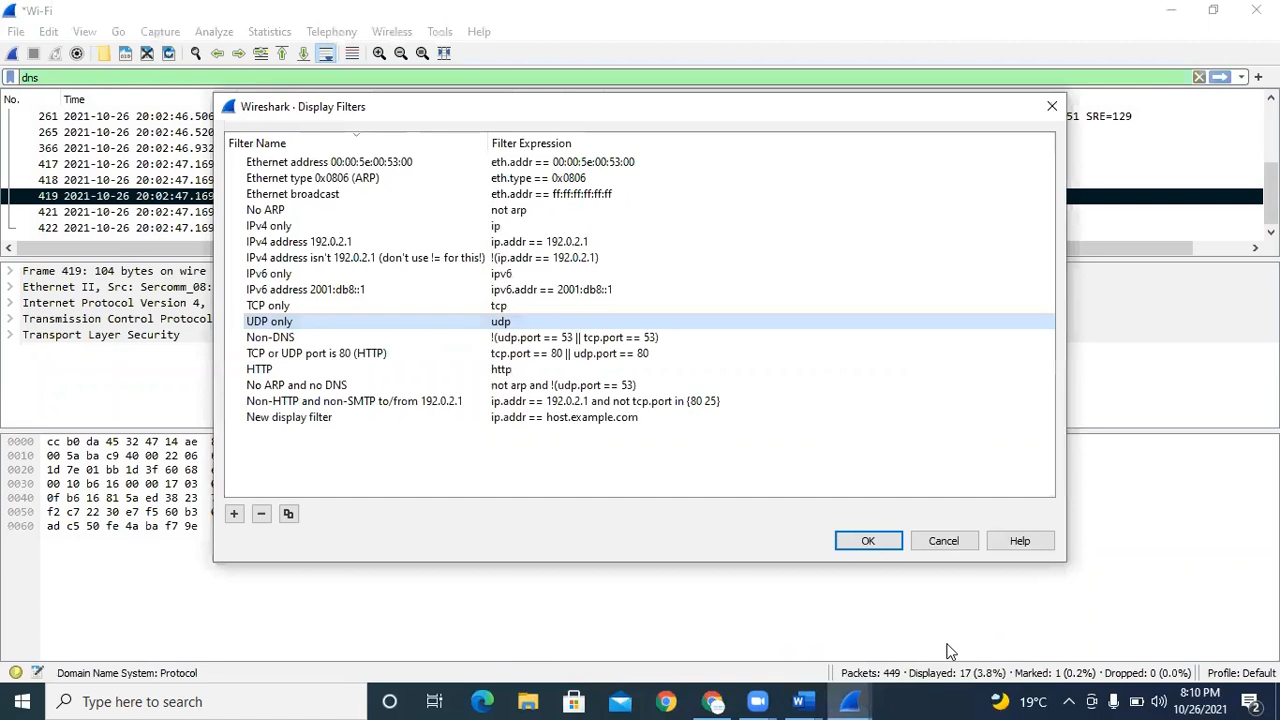 *Wi-Fi
File Edit View Go Capture Analyze Statistics Telephony Wireless Tools Help
dns
No. Time
261 2021-10-26 20:02:46.506 51 SRE=129
265 2021-10-26 20:02:46.520
366 2021-10-26 20:02:46.932
417 2021-10-26 20:02:47.169
418 2021-10-26 20:02:47.169
419 2021-10-26 20:02:47.169
421 2021-10-26 20:02:47.169
422 2021-10-26 20:02:47.169
Frame 419: 104 bytes on wire
Ethernet II, Src: Sercomm_08:
Internet Protocol Version 4,
Transmission Control Protocol
Transport Layer Security
0000 cc b0 da 45 32 47 14 ae
0010 00 5a ba c9 40 00 22 06
0020 1d 7e 01 bb 1d 3f 60 68
0030 00 10 b6 16 00 00 17 03
0040 0f b6 16 81 5a ed 38 23
0050 f2 c7 22 30 e7 f5 60 b3
0060 ad c5 50 fe 4a ba f7 9e
Wireshark · Display Filters
Filter Name Filter Expression
Ethernet address 00:00:5e:00:53:00 eth.addr == 00:00:5e:00:53:00
Ethernet type 0x0806 (ARP) eth.type == 0x0806
Ethernet broadcast eth.addr == ff:ff:ff:ff:ff:ff
No ARP not arp
IPv4 only ip
IPv4 address 192.0.2.1 ip.addr == 192.0.2.1
IPv4 address isn't 192.0.2.1 (don't use != for this!) !(ip.addr == 192.0.2.1)
IPv6 only ipv6
IPv6 address 2001:db8::1 ipv6.addr == 2001:db8::1
TCP only tcp
UDP only udp
Non-DNS !(udp.port == 53 || tcp.port == 53)
TCP or UDP port is 80 (HTTP) tcp.port == 80 || udp.port == 80
HTTP http
No ARP and no DNS not arp and !(udp.port == 53)
Non-HTTP and non-SMTP to/from 192.0.2.1 ip.addr == 192.0.2.1 and not tcp.port in {80 25}
New display filter ip.addr == host.example.com
OK Cancel Help
Domain Name System: Protocol Packets: 449 · Displayed: 17 (3.8%) · Marked: 1 (0.2%) · Dropped: 0 (0.0%) Profile: Default
Type here to search
19°C
8:10 PM
10/26/2021
2